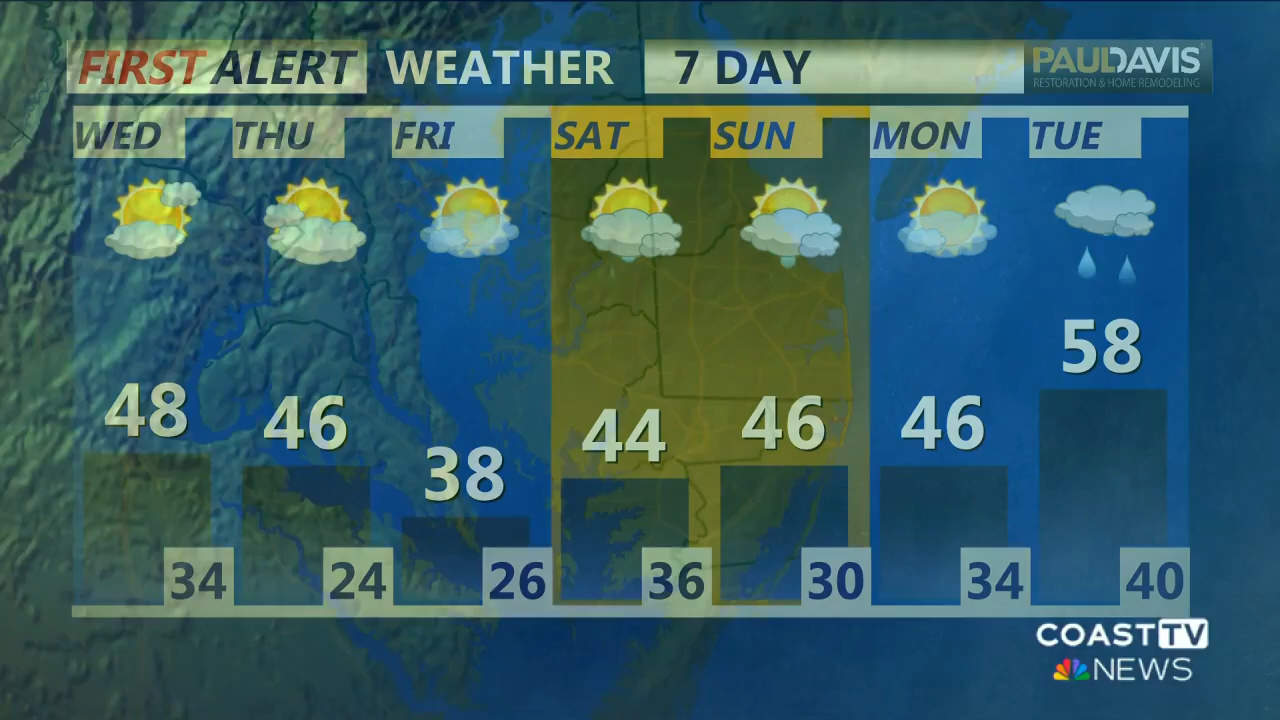 FIRST ALERT WEATHER 7 DAY
PAULDAVIS
RESTORATION & HOME REMODELING
WED THU FRI SAT SUN MON TUE
48 46 38 44 46 46 58
34 24 26 36 30 34 40
COAST TV
NEWS